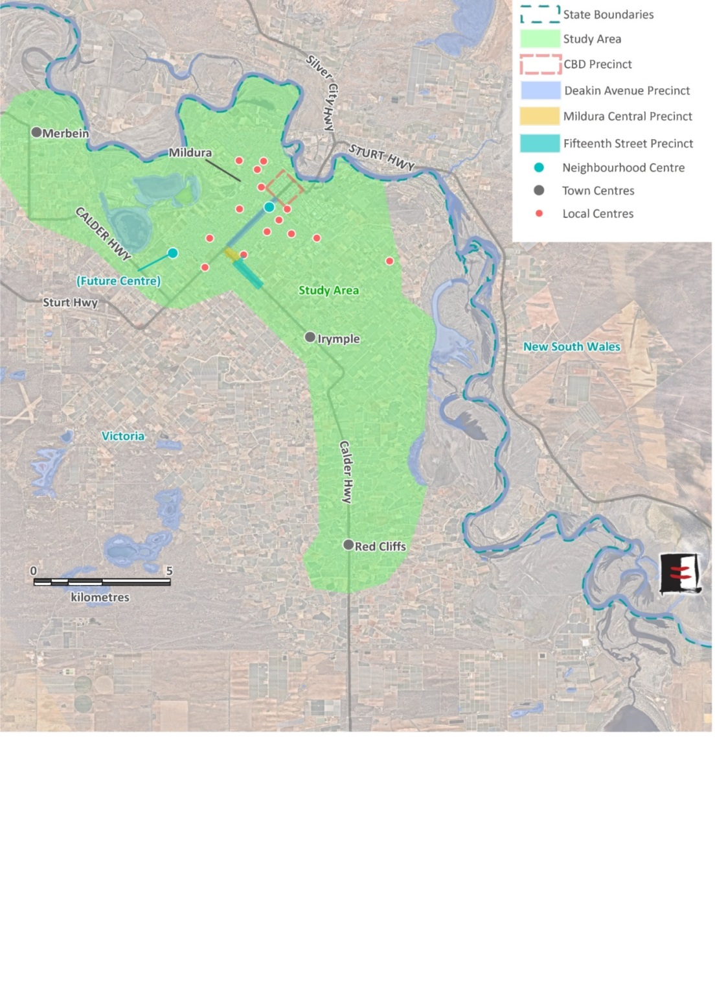 State Boundaries
Study Area
CBD Precinct
Deakin Avenue Precinct
Mildura Central Precinct
Fifteenth Street Precinct
Neighbourhood Centre
Town Centres
Local Centres
Silver City Hwy
Merbein
Mildura
STURT HWY
CALDER HWY
(Future Centre)
Study Area
Sturt Hwy
Irymple
New South Wales
Victoria
Calder Hwy
Red Cliffs
0 5
kilometres